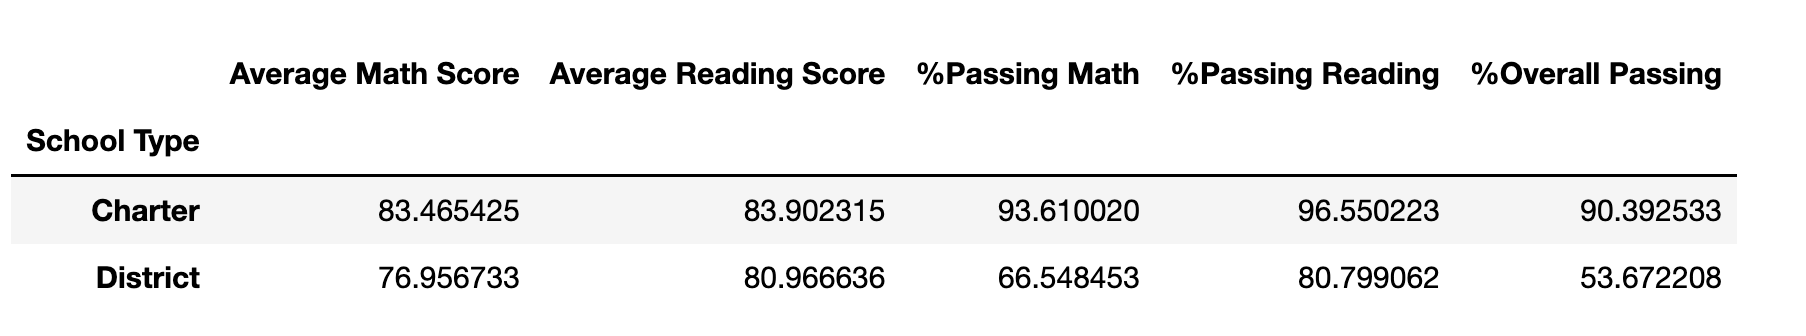 Average Math Score Average Reading Score %Passing Math %Passing Reading %Overall Passing
School Type
Charter 83.465425 83.902315 93.610020 96.550223 90.392533
District 76.956733 80.966636 66.548453 80.799062 53.672208